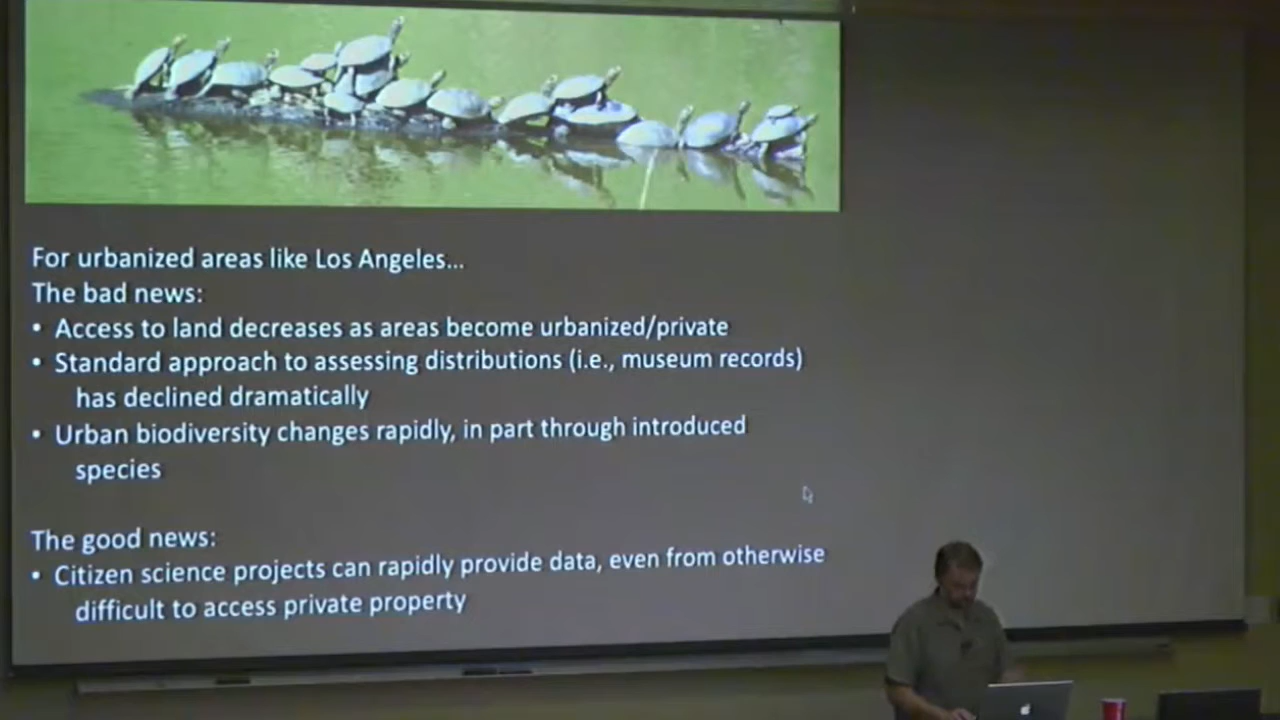 For urbanized areas like Los Angeles...
The bad news:
• Access to land decreases as areas become urbanized/private
• Standard approach to assessing distributions (i.e., museum records)
has declined dramatically
• Urban biodiversity changes rapidly, in part through introduced
species
The good news:
• Citizen science projects can rapidly provide data, even from otherwise
difficult to access private property